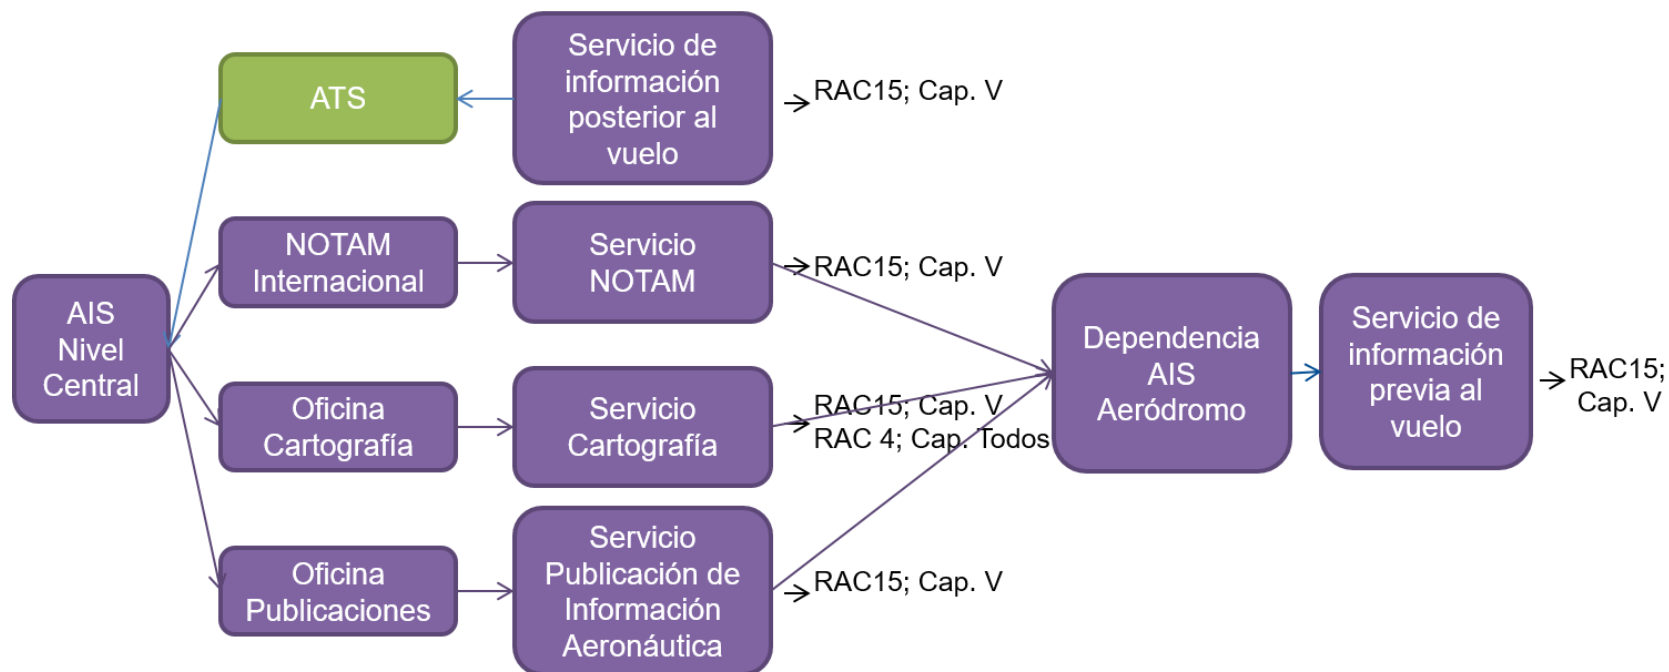 ATS
Servicio de
información
posterior al
vuelo
RAC15; Cap. V
AIS
Nivel
Central
NOTAM
Internacional
Servicio
NOTAM
RAC15; Cap. V
Oficina
Cartografía
Servicio
Cartografía
RAC15; Cap. V
RAC 4; Cap. Todos
Oficina
Publicaciones
Servicio
Publicación de
Información
Aeronáutica
RAC15; Cap. V
Dependencia
AIS
Aeródromo
Servicio de
información
previa al
vuelo
RAC15;
Cap. V